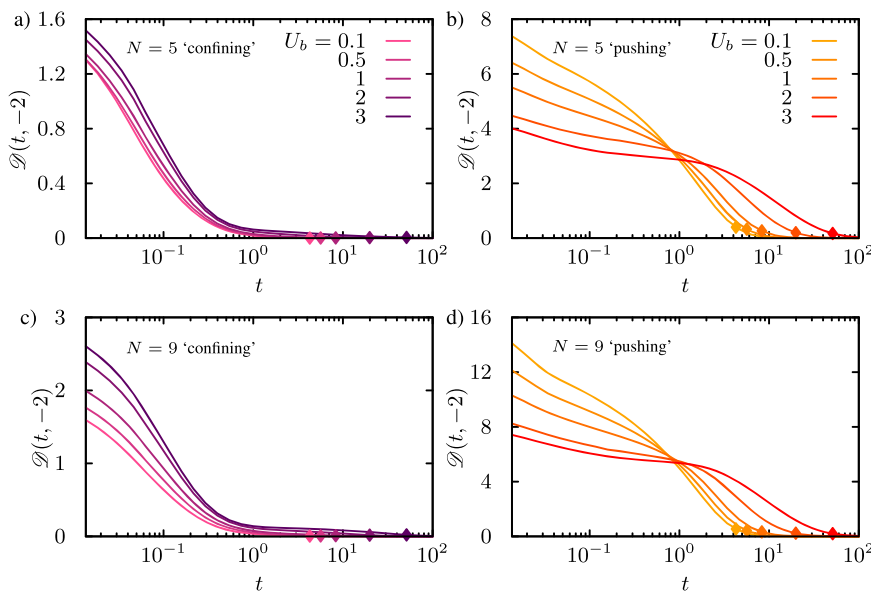 a)
N = 5 ‘confining’
U_b = 0.1
0.5
1
2
3
𝒟(t, −2)
1.6
1.2
0.8
0.4
0
10^−1
10^0
10^1
10^2
t
b)
N = 5 ‘pushing’
U_b = 0.1
0.5
1
2
3
𝒟(t, −2)
8
6
4
2
0
10^−1
10^0
10^1
10^2
t
c)
N = 9 ‘confining’
𝒟(t, −2)
3
2
1
0
10^−1
10^0
10^1
10^2
t
d)
N = 9 ‘pushing’
𝒟(t, −2)
16
12
8
4
0
10^−1
10^0
10^1
10^2
t